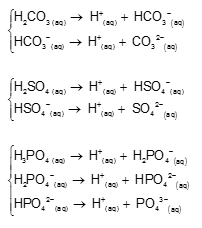 H₂CO₃ (aq) → H⁺(aq) + HCO₃⁻(aq)
HCO₃⁻(aq) → H⁺(aq) + CO₃²⁻(aq)
H₂SO₄ (aq) → H⁺(aq) + HSO₄⁻(aq)
HSO₄⁻(aq) → H⁺(aq) + SO₄²⁻(aq)
H₃PO₄ (aq) → H⁺(aq) + H₂PO₄⁻(aq)
H₂PO₄⁻(aq) → H⁺(aq) + HPO₄²⁻(aq)
HPO₄²⁻(aq) → H⁺(aq) + PO₄³⁻(aq)